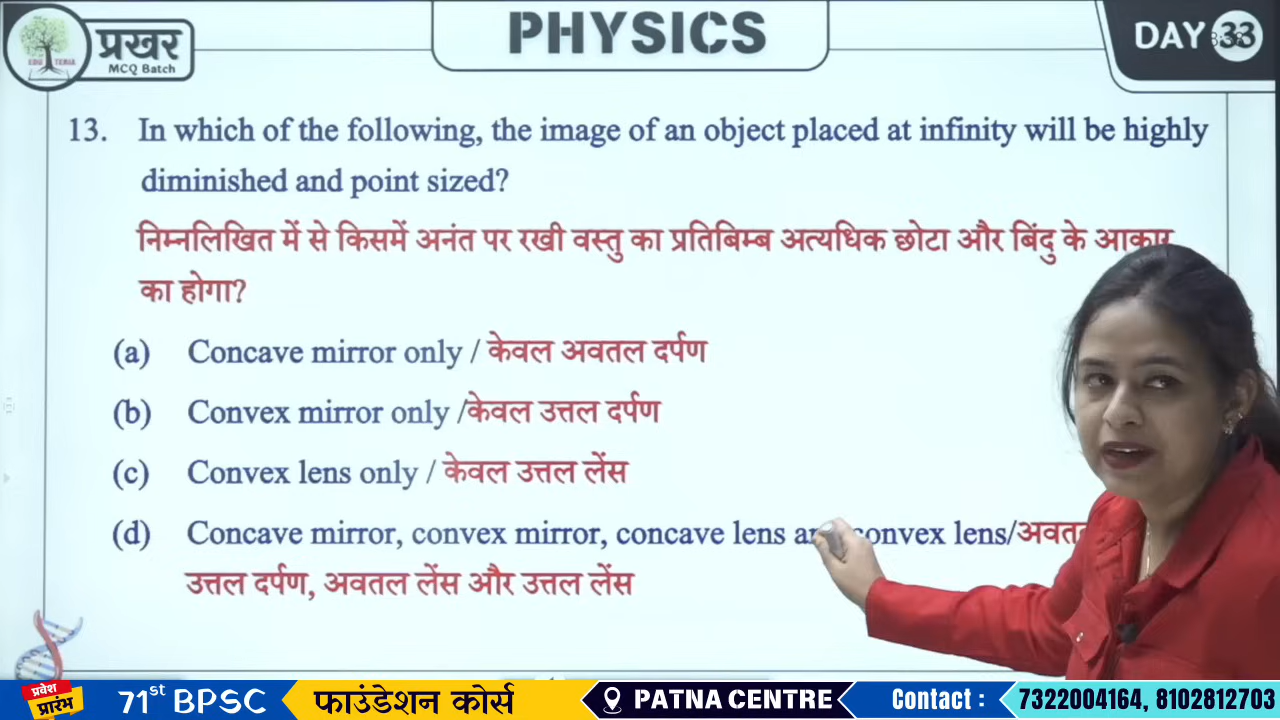 EDU TERIA
प्रखर
MCQ Batch
PHYSICS
DAY 33
13. In which of the following, the image of an object placed at infinity will be highly
diminished and point sized?
निम्नलिखित में से किसमें अनंत पर रखी वस्तु का प्रतिबिम्ब अत्यधिक छोटा और बिंदु के आकार
का होगा?
(a) Concave mirror only / केवल अवतल दर्पण
(b) Convex mirror only /केवल उत्तल दर्पण
(c) Convex lens only / केवल उत्तल लेंस
(d) Concave mirror, convex mirror, concave lens and convex lens/
उत्तल दर्पण, अवतल लेंस और उत्तल लेंस
प्रवेश
प्रारंभ
71st BPSC
फाउंडेशन कोर्स
PATNA CENTRE
Contact :
7322004164, 8102812703